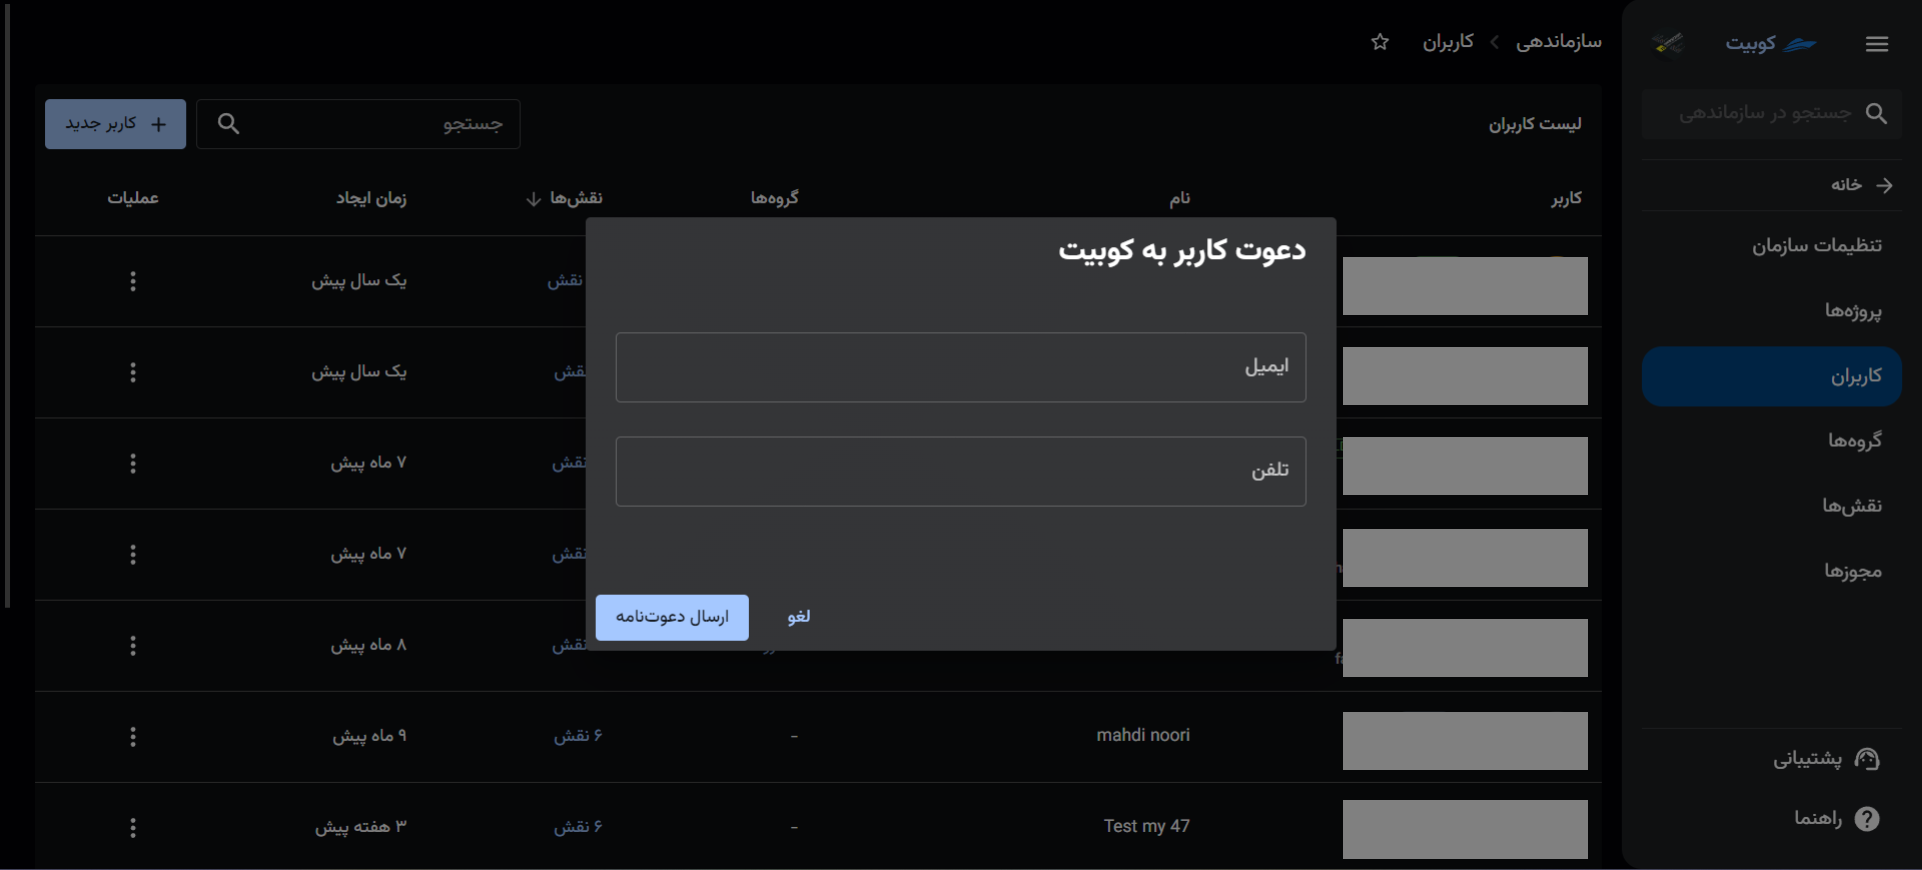 کوبیت
جستجو در سازماندهی
خانه
تنظیمات سازمان
پروژه‌ها
کاربران
گروه‌ها
نقش‌ها
مجوزها
پشتیبانی
راهنما
سازماندهی کاربران
لیست کاربران
جستجو
کاربر جدید
کاربر نام گروه‌ها نقش‌ها زمان ایجاد عملیات
نقش یک سال پیش
نقش یک سال پیش
نقش ۷ ماه پیش
نقش ۷ ماه پیش
نقش ۸ ماه پیش
mahdi noori - ۶ نقش ۹ ماه پیش
Test my 47 - ۶ نقش ۳ هفته پیش
دعوت کاربر به کوبیت
ایمیل
تلفن
لغو
ارسال دعوت‌نامه